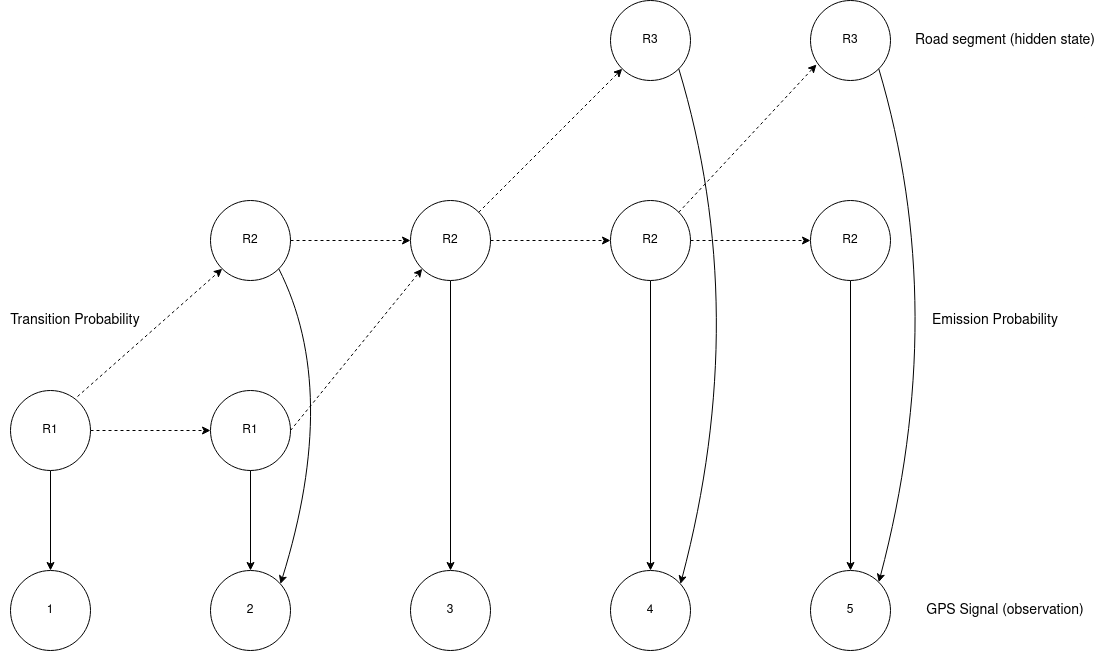 R3
R3
Road segment (hidden state)
R2
R2
R2
R2
Transition Probability
Emission Probability
R1
R1
1
2
3
4
5
GPS Signal (observation)